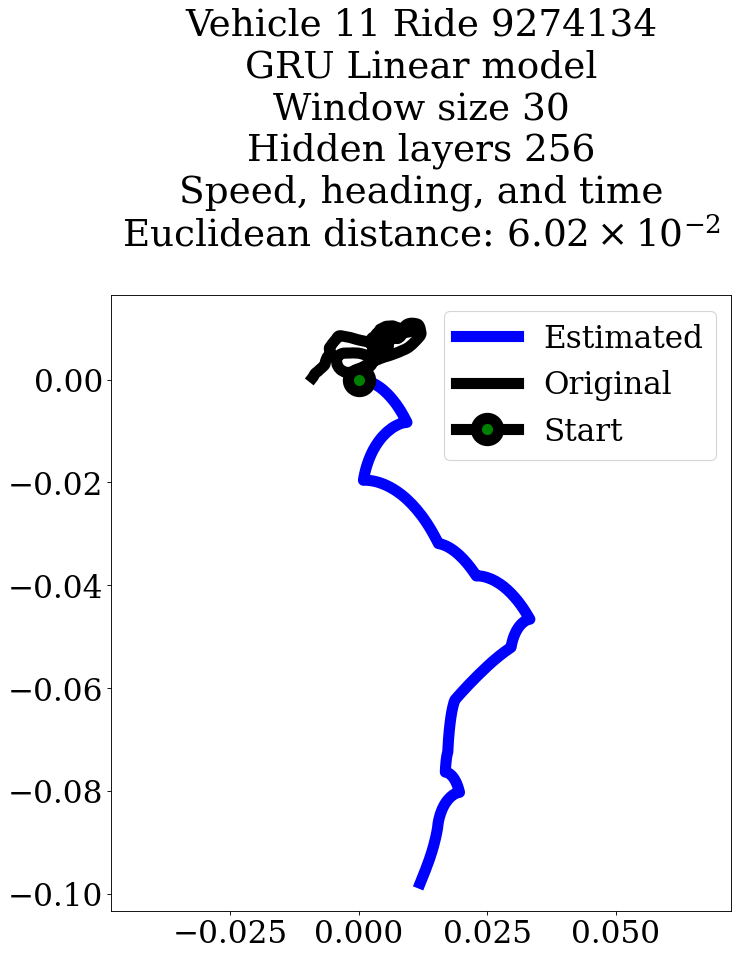 Vehicle 11 Ride 9274134
GRU Linear model
Window size 30
Hidden layers 256
Speed, heading, and time
Euclidean distance: 6.02 × 10⁻²
Estimated
Original
Start
0.00
−0.02
−0.04
−0.06
−0.08
−0.10
−0.025 0.000 0.025 0.050